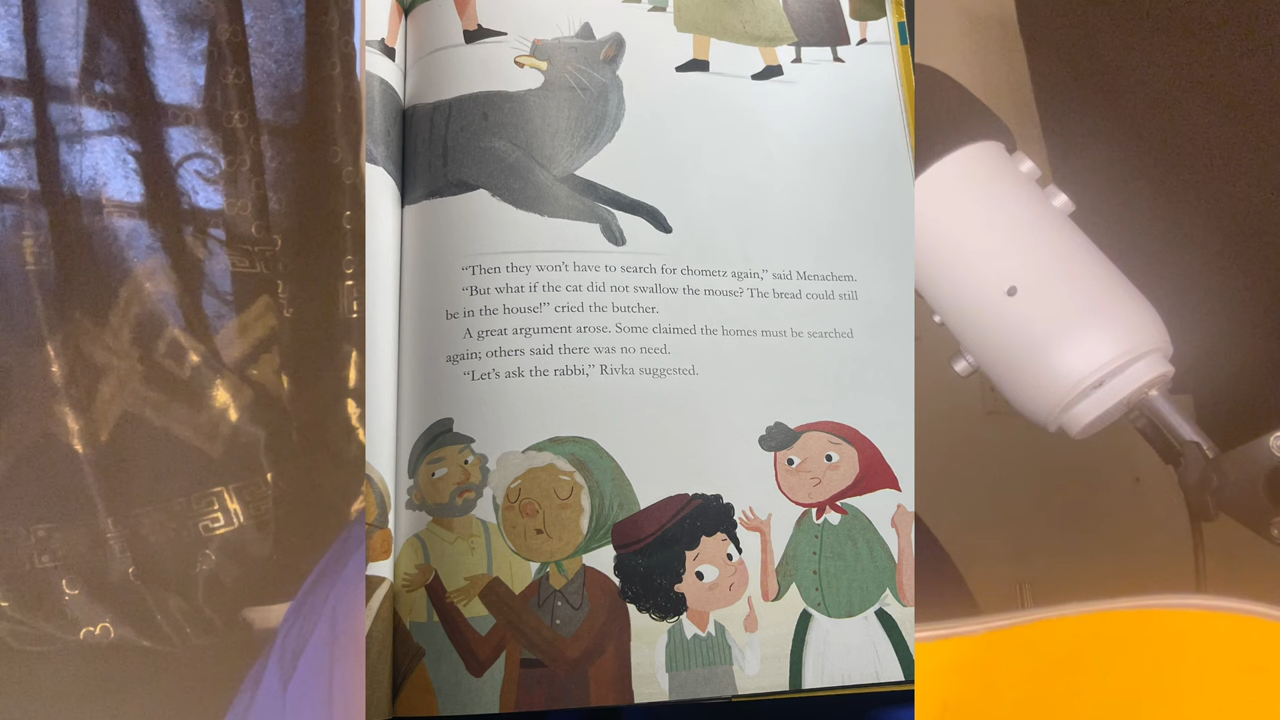 “Then they won’t have to search for chometz again,” said Menachem.
“But what if the cat did not swallow the mouse? The bread could still
be in the house!” cried the butcher.
A great argument arose. Some claimed the homes must be searched
again; others said there was no need.
“Let’s ask the rabbi,” Rivka suggested.